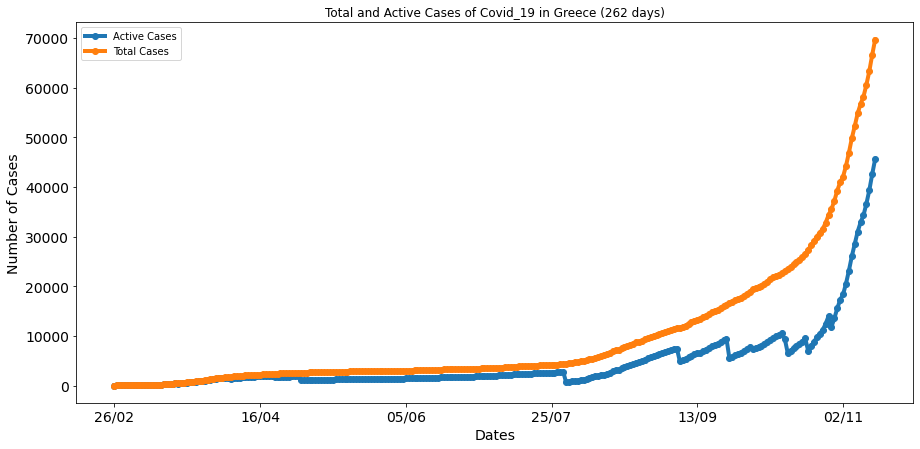 Total and Active Cases of Covid_19 in Greece (262 days)
Active Cases
Total Cases
70000
60000
50000
40000
30000
20000
10000
0
Number of Cases
26/02 16/04 05/06 25/07 13/09 02/11
Dates